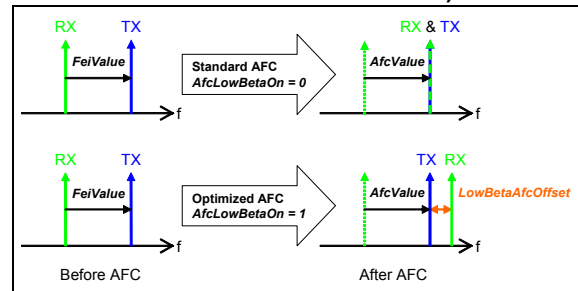 RX TX RX & TX
FeiValue Standard AFC AfcValue
AfcLowBetaOn = 0
f f
RX TX TX RX
FeiValue Optimized AFC AfcValue LowBetaAfcOffset
AfcLowBetaOn = 1
f f
Before AFC After AFC